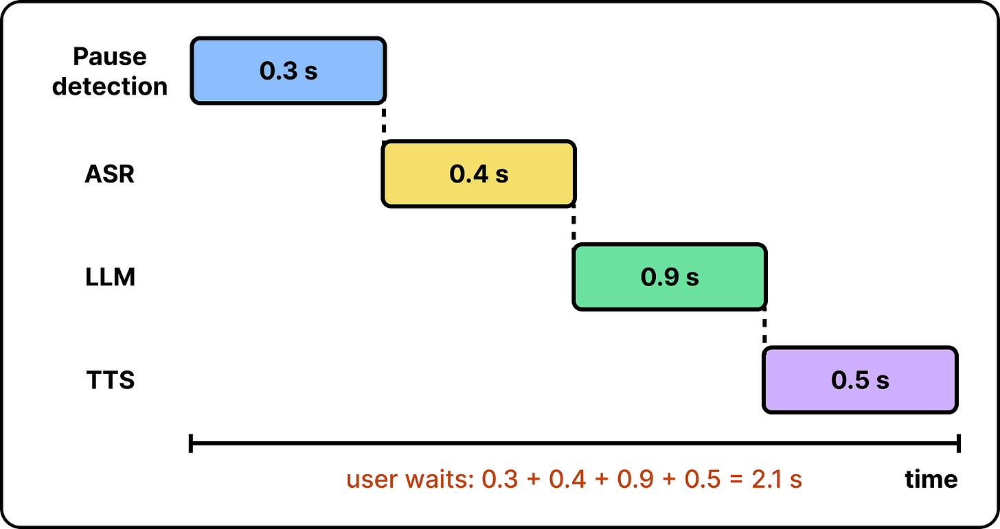 Pause
detection
0.3 s
ASR
0.4 s
LLM
0.9 s
TTS
0.5 s
user waits: 0.3 + 0.4 + 0.9 + 0.5 = 2.1 s
time